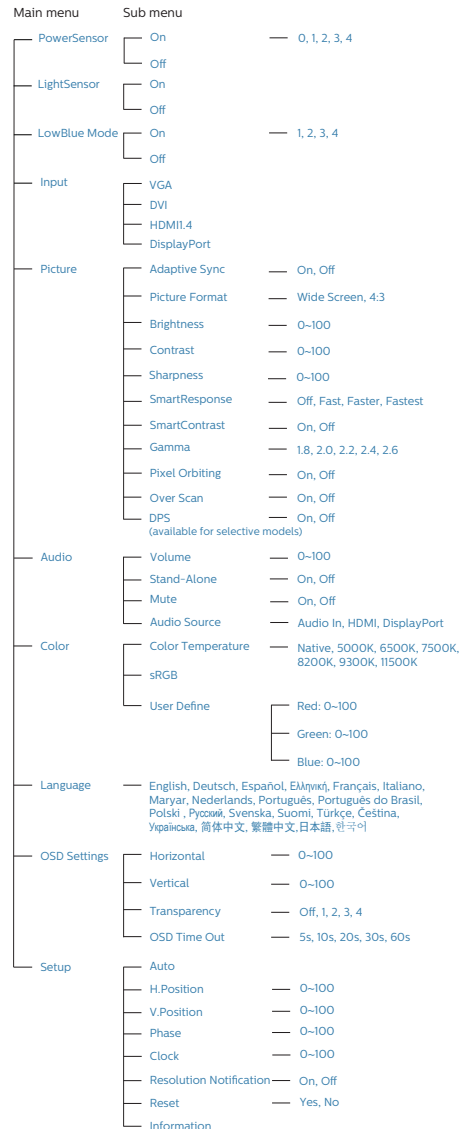 Main menu Sub menu
PowerSensor On 0, 1, 2, 3, 4
Off
LightSensor On
Off
LowBlue Mode On 1, 2, 3, 4
Off
Input VGA
DVI
HDMI1.4
DisplayPort
Picture Adaptive Sync On, Off
Picture Format Wide Screen, 4:3
Brightness 0~100
Contrast 0~100
Sharpness 0~100
SmartResponse Off, Fast, Faster, Fastest
SmartContrast On, Off
Gamma 1.8, 2.0, 2.2, 2.4, 2.6
Pixel Orbiting On, Off
Over Scan On, Off
DPS On, Off
(available for selective models)
Audio Volume 0~100
Stand-Alone On, Off
Mute On, Off
Audio Source Audio In, HDMI, DisplayPort
Color Color Temperature Native, 5000K, 6500K, 7500K,
8200K, 9300K, 11500K
sRGB
User Define Red: 0~100
Green: 0~100
Blue: 0~100
Language English, Deutsch, Español, Ελληνική, Français, Italiano,
Maryar, Nederlands, Português, Português do Brasil,
Polski , Русский, Svenska, Suomi, Türkçe, Čeština,
Українська, 简体中文, 繁體中文,日本語,한국어
OSD Settings Horizontal 0~100
Vertical 0~100
Transparency Off, 1, 2, 3, 4
OSD Time Out 5s, 10s, 20s, 30s, 60s
Setup Auto
H.Position 0~100
V.Position 0~100
Phase 0~100
Clock 0~100
Resolution Notification On, Off
Reset Yes, No
Information